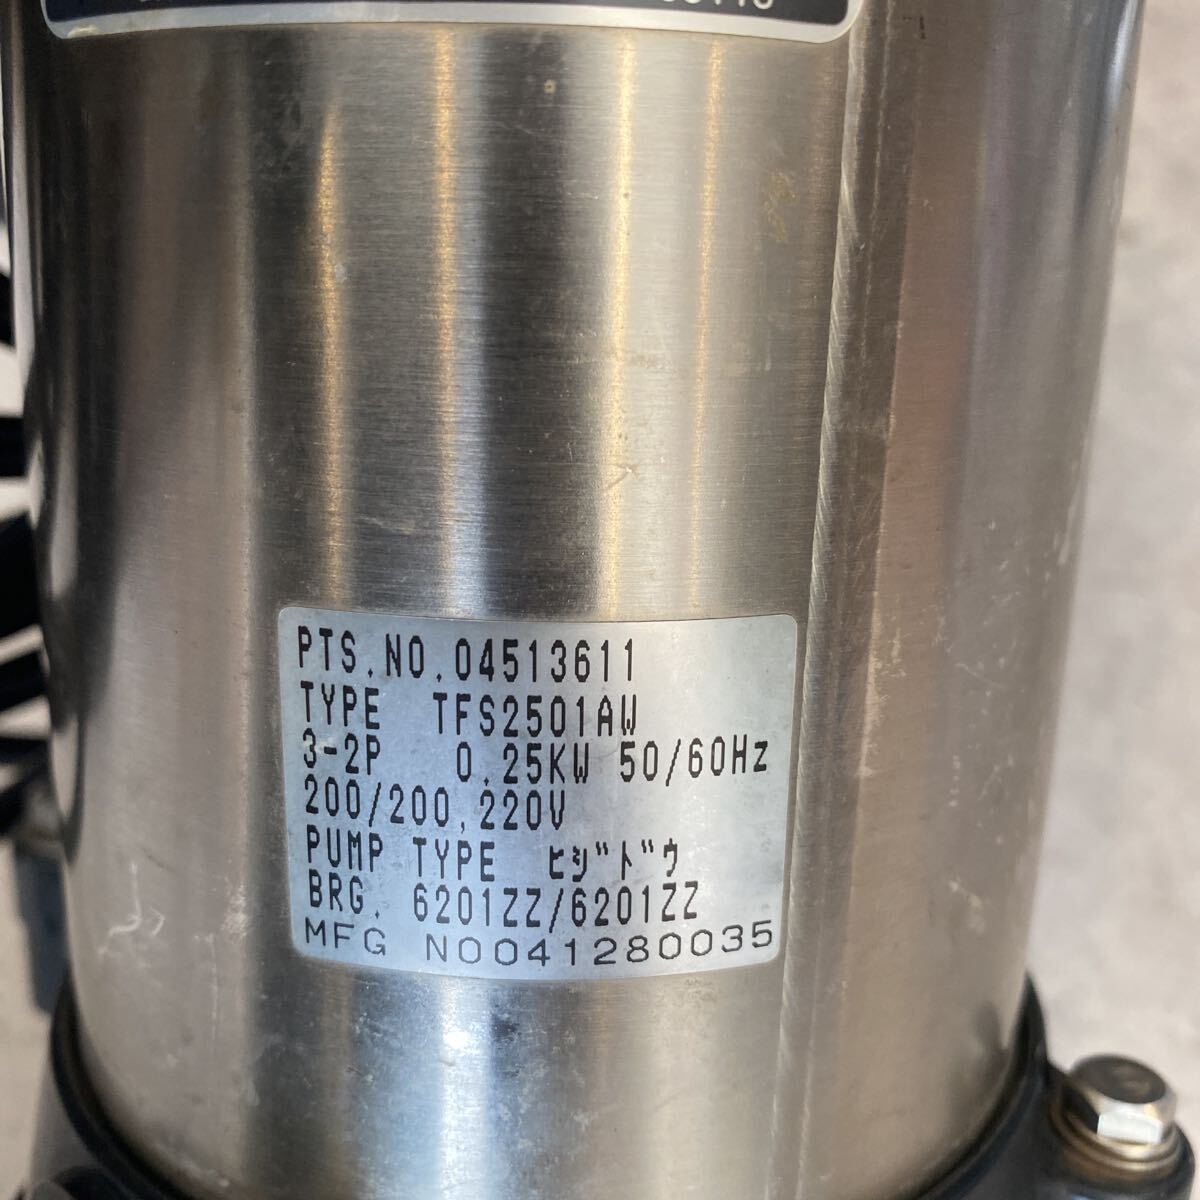 PTS.NO.04513611
TYPE TFS2501AW
3-2P 0.25KW 50/60Hz
200/200,220V
PUMP TYPE ヒジドウ
BRG. 6201ZZ/6201ZZ
MFG NO041280035